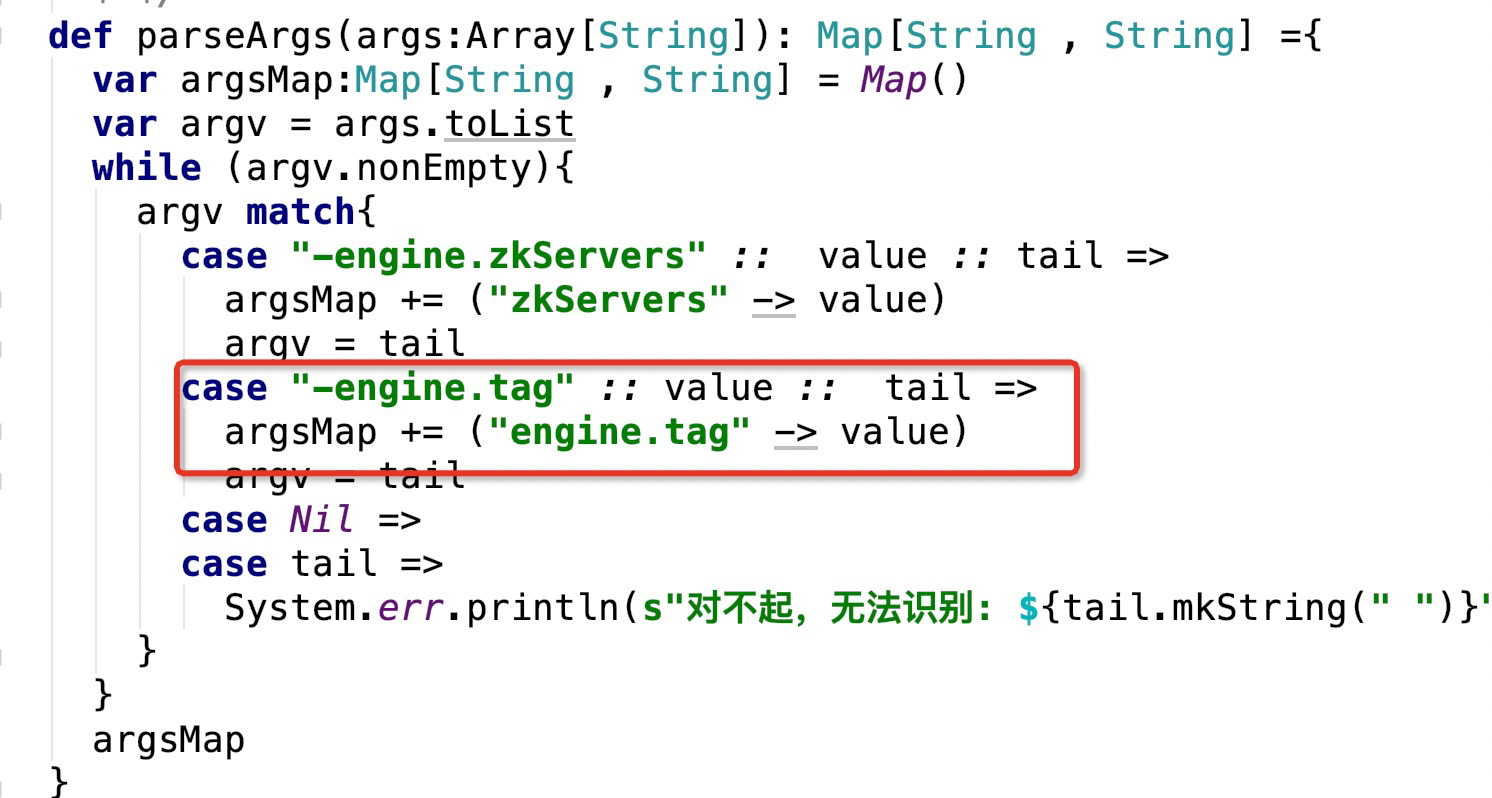 def parseArgs(args:Array[String]): Map[String , String] ={
var argsMap:Map[String , String] = Map()
var argv = args.toList
while (argv.nonEmpty){
argv match{
case "-engine.zkServers" ::  value :: tail =>
argsMap += ("zkServers" -> value)
argv = tail
case "-engine.tag" :: value ::  tail =>
argsMap += ("engine.tag" -> value)
argv = tail
case Nil =>
case tail =>
System.err.println(s"对不起，无法识别: ${tail.mkString(" ")}"
}
}
argsMap
}